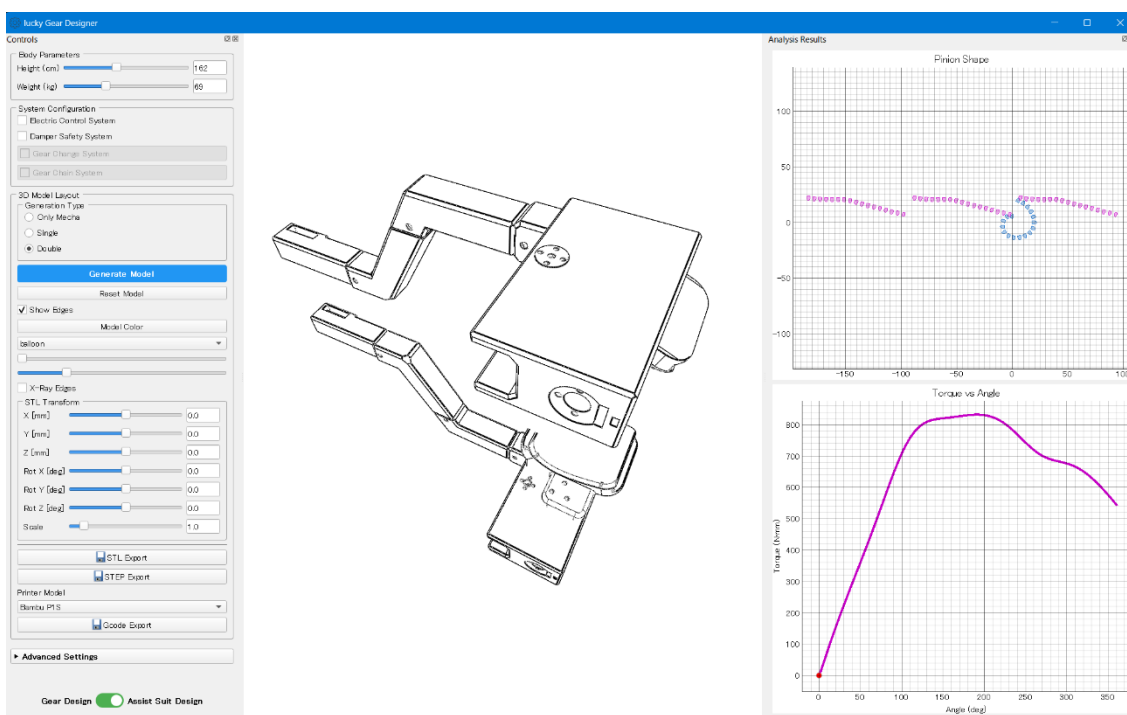 lucky Gear Designer
Controls
Body Parameters
Height (cm) 162
Weight (kg) 69
System Configuration
Electric Control System
Damper Safety System
Gear Change System
Gear Chain System
3D Model Layout
Generation Type
Only Mecha
Single
Double
Generate Model
Reset Model
Show Edges
Model Color
balloon
X-Ray Edges
STL Transform
X [mm] 0.0
Y [mm] 0.0
Z [mm] 0.0
Rot X [deg] 0.0
Rot Y [deg] 0.0
Rot Z [deg] 0.0
Scale 1.0
STL Export
STEP Export
Printer Model
Bambu P1S
Gcode Export
Advanced Settings
Gear Design Assist Suit Design
Analysis Results
Pinion Shape
100
50
0
-50
-100
-150 -100 -50 0 50 100
Torque vs Angle
800
700
600
500
400
300
200
100
0
Torque (N·mm)
0 50 100 150 200 250 300 350
Angle (deg)